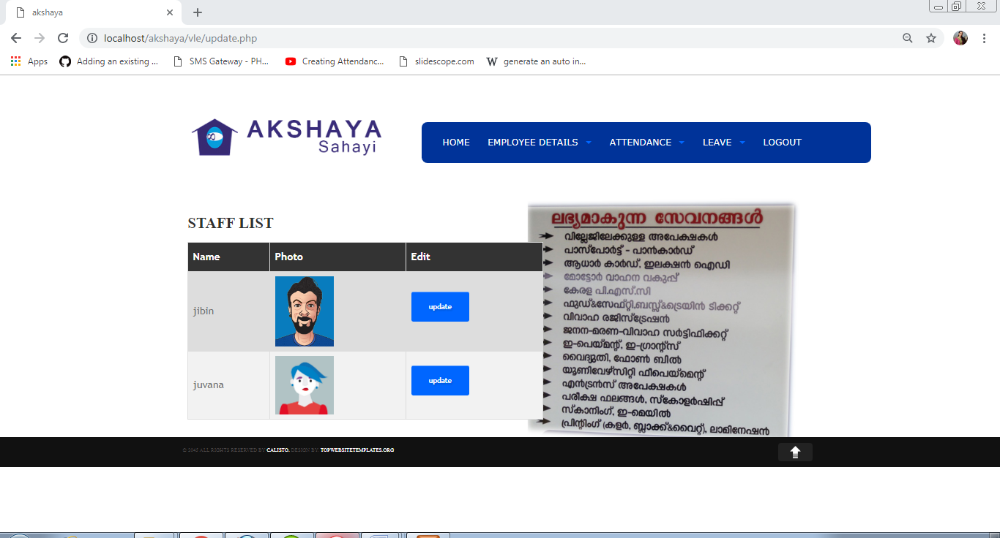 akshaya
localhost/akshaya/vle/update.php
Apps
Adding an existing ...
SMS Gateway - PH...
Creating Attendanc...
slidescope.com
generate an auto in...
AKSHAYA
Sahayi
HOME EMPLOYEE DETAILS ATTENDANCE LEAVE LOGOUT
STAFF LIST
Name Photo Edit
jibin update
juvana update
ലഭ്യമാകുന്ന സേവനങ്ങൾ
വില്ലേജിലേക്കുള്ള അപേക്ഷകൾ
പാസ്പോർട്ട് - പാൻകാർഡ്
ആധാർ കാർഡ്, ഇലക്ഷൻ ഐഡി
മോട്ടോർ വാഹന വകുപ്പ്
കേരള പി.എസ്.സി
ഫുഡ്&സേഫ്റ്റി,ബസ്സ്&ട്രെയിൻ ടിക്കറ്റ്
വിവാഹ രജിസ്ട്രേഷൻ
ജനന-മരണ-വിവാഹ സർട്ടിഫിക്കറ്റ്
ഇ-പെയ്മന്റ്, ഇ-ഗ്രാന്റ്സ്
വൈദ്യുതി, ഫോൺ ബിൽ
യൂണിവേഴ്സിറ്റി ഫീപെയ്മെന്റ്
എൻട്രൻസ് അപേക്ഷകൾ
പരീക്ഷ ഫലങ്ങൾ, സ്കോളർഷിപ്പ്
സ്കാനിംഗ്, ഇ-മെയിൽ
പ്രിന്റിംഗ് (കളർ, ബ്ലാക്ക്&വൈറ്റ്), ലാമിനേഷൻ
ALL RIGHTS RESERVED BY CALISTO. DESIGN BY: TOPWEBSITETEMPLATES.ORG